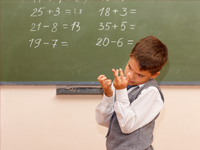 25 + 3 = 28 18 + 3 =
21 - 8 = 13 35 + 5 =
19 - 7 = 20 - 6 =